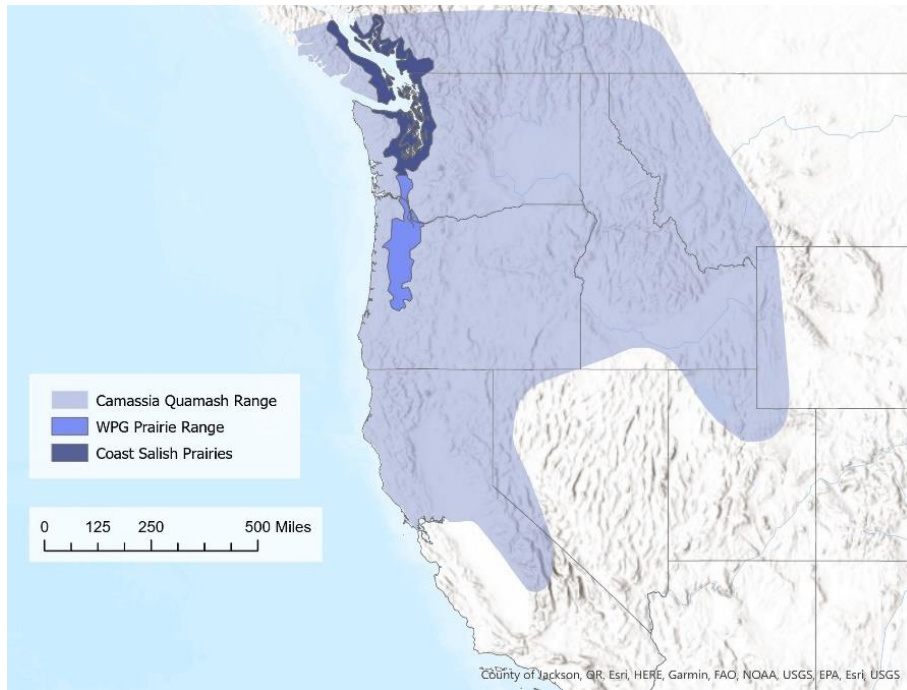 Camassia Quamash Range
WPG Prairie Range
Coast Salish Prairies
0 125 250 500 Miles
County of Jackson, OR, Esri, HERE, Garmin, FAO, NOAA, USGS, EPA, Esri, USGS